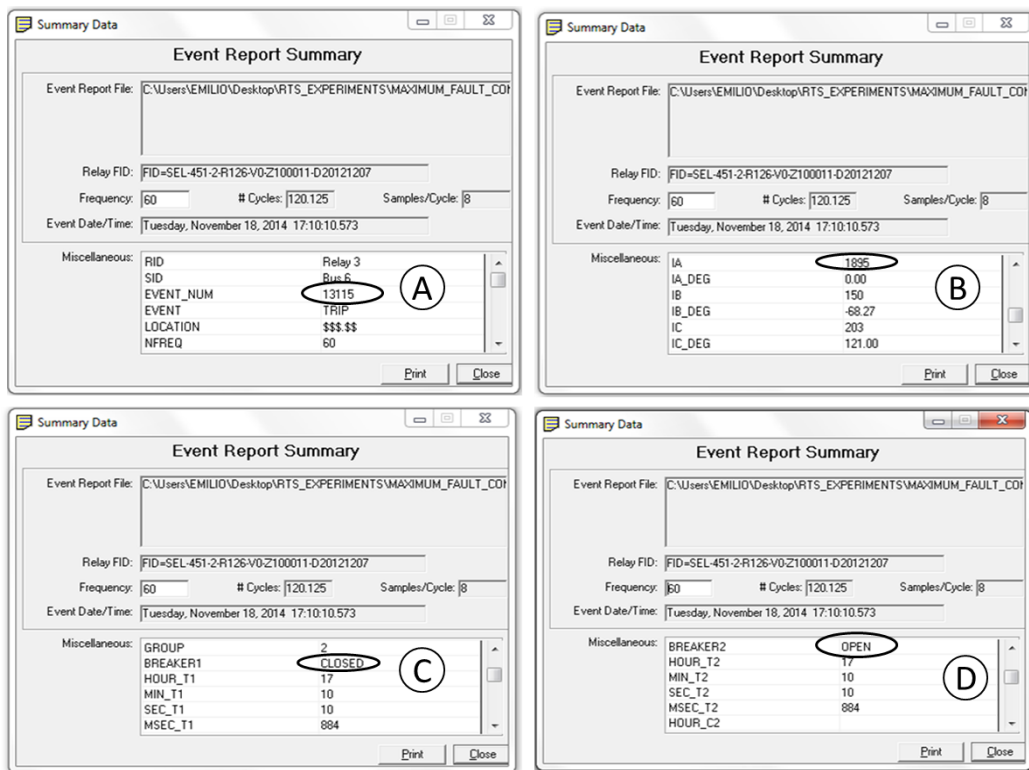 Summary Data
Event Report Summary
Event Report File: C:\Users\EMILIO\Desktop\RTS_EXPERIMENTS\MAXIMUM_FAULT_CON
Relay FID: FID=SEL-451-2-R126-V0-Z100011-D20121207
Frequency: 60 # Cycles: 120.125 Samples/Cycle: 8
Event Date/Time: Tuesday, November 18, 2014 17:10:10.573
Miscellaneous: RID Relay 3
SID Bus 6
EVENT_NUM 13115
EVENT TRIP
LOCATION $$$.$$
NFREQ 60
A
Print Close
Summary Data
Event Report Summary
Event Report File: C:\Users\EMILIO\Desktop\RTS_EXPERIMENTS\MAXIMUM_FAULT_CON
Relay FID: FID=SEL-451-2-R126-V0-Z100011-D20121207
Frequency: 60 # Cycles: 120.125 Samples/Cycle: 8
Event Date/Time: Tuesday, November 18, 2014 17:10:10.573
Miscellaneous: IA 1895
IA_DEG 0.00
IB 150
IB_DEG -68.27
IC 203
IC_DEG 121.00
B
Print Close
Summary Data
Event Report Summary
Event Report File: C:\Users\EMILIO\Desktop\RTS_EXPERIMENTS\MAXIMUM_FAULT_CON
Relay FID: FID=SEL-451-2-R126-V0-Z100011-D20121207
Frequency: 60 # Cycles: 120.125 Samples/Cycle: 8
Event Date/Time: Tuesday, November 18, 2014 17:10:10.573
Miscellaneous: GROUP 2
BREAKER1 CLOSED
HOUR_T1 17
MIN_T1 10
SEC_T1 10
MSEC_T1 884
C
Print Close
Summary Data
Event Report Summary
Event Report File: C:\Users\EMILIO\Desktop\RTS_EXPERIMENTS\MAXIMUM_FAULT_CON
Relay FID: FID=SEL-451-2-R126-V0-Z100011-D20121207
Frequency: 60 # Cycles: 120.125 Samples/Cycle: 8
Event Date/Time: Tuesday, November 18, 2014 17:10:10.573
Miscellaneous: BREAKER2 OPEN
HOUR_T2 17
MIN_T2 10
SEC_T2 10
MSEC_T2 884
HOUR_C2
D
Print Close